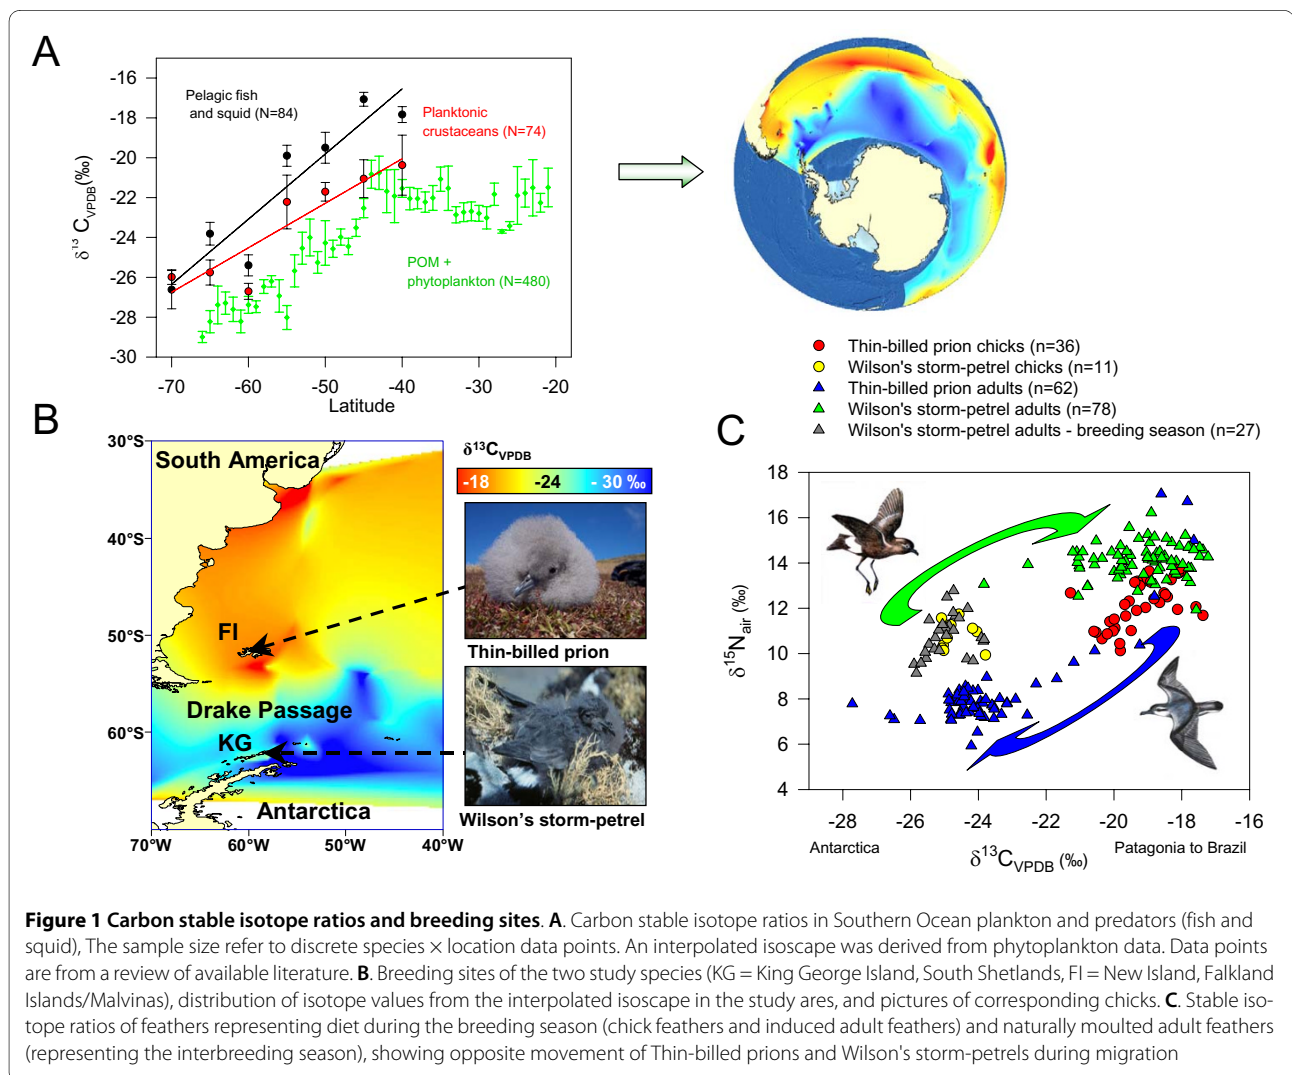 A
-16
-18
-20
-22
-24
-26
-28
-30
δ¹³ C VPDB (‰)
Pelagic fish
and squid (N=84)
Planktonic
crustaceans (N=74)
POM +
phytoplankton (N=480)
-70 -60 -50 -40 -30 -20
Latitude
Thin-billed prion chicks (n=36)
Wilson's storm-petrel chicks (n=11)
Thin-billed prion adults (n=62)
Wilson's storm-petrel adults (n=78)
Wilson's storm-petrel adults - breeding season (n=27)
B
30°S
40°S
50°S
60°S
70°W 60°W 50°W 40°W
South America
FI
Drake Passage
KG
Antarctica
δ¹³C VPDB
-18 -24 - 30 ‰
Thin-billed prion
Wilson's storm-petrel
C
18
16
14
12
10
8
6
4
δ¹⁵N air (‰)
-28 -26 -24 -22 -20 -18 -16
Antarctica δ¹³C VPDB (‰) Patagonia to Brazil
Figure 1 Carbon stable isotope ratios and breeding sites. A. Carbon stable isotope ratios in Southern Ocean plankton and predators (fish and
squid), The sample size refer to discrete species × location data points. An interpolated isoscape was derived from phytoplankton data. Data points
are from a review of available literature. B. Breeding sites of the two study species (KG = King George Island, South Shetlands, FI = New Island, Falkland
Islands/Malvinas), distribution of isotope values from the interpolated isoscape in the study ares, and pictures of corresponding chicks. C. Stable iso-
tope ratios of feathers representing diet during the breeding season (chick feathers and induced adult feathers) and naturally moulted adult feathers
(representing the interbreeding season), showing opposite movement of Thin-billed prions and Wilson's storm-petrels during migration